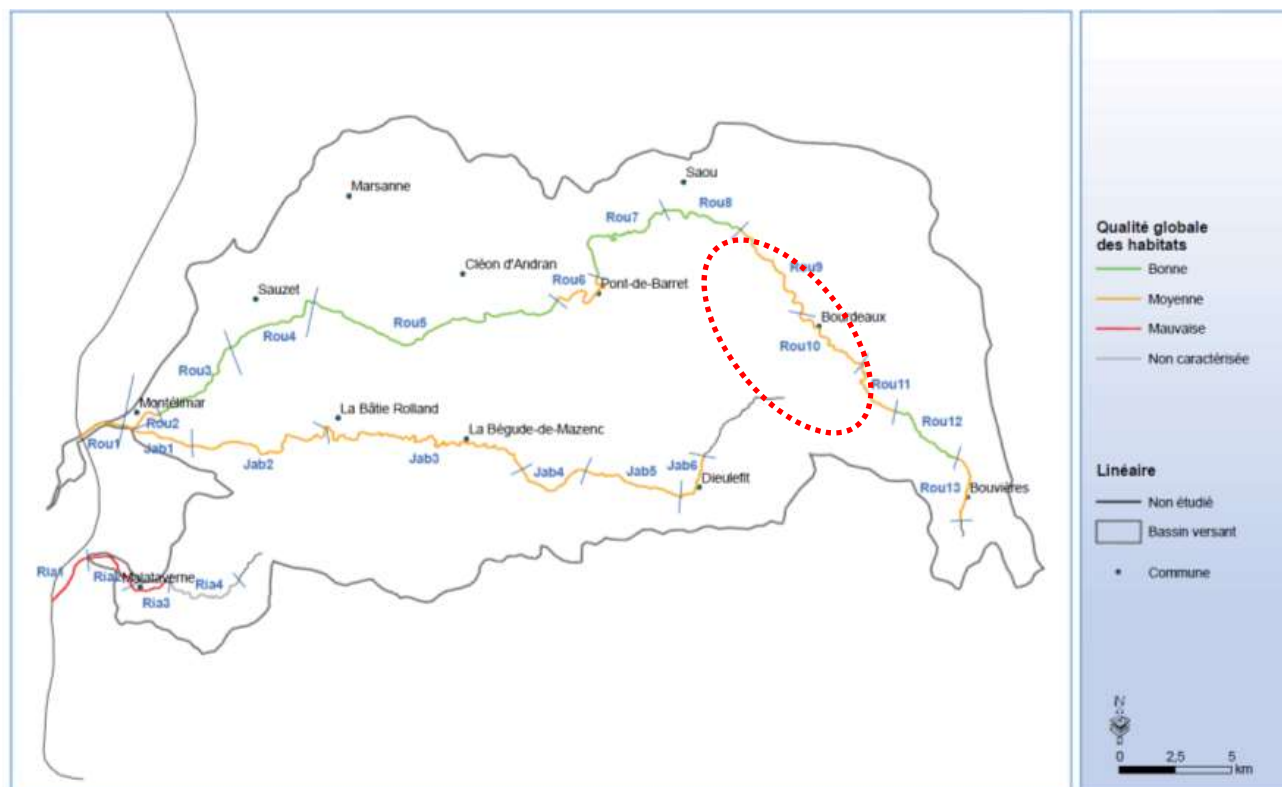 Saou
Marsanne
Rou8
Rou7
Cléon d'Andran
Rou9
Rou6
Pont-de-Barret
Sauzet
Rou5
Bourdeaux
Rou4
Rou10
Rou3
Rou11
Montélimar
La Bâtie Rolland
Rou12
Rou2
La Bégude-de-Mazenc
Rou1
Jab1
Jab2
Jab3
Jab4
Jab5
Jab6
Dieulefit
Rou13
Bouvières
Ria1
Ria2
Malataverne
Ria4
Ria3
Qualité globale
des habitats
Bonne
Moyenne
Mauvaise
Non caractérisée
Linéaire
Non étudié
Bassin versant
Commune
N
0 2,5 5
km